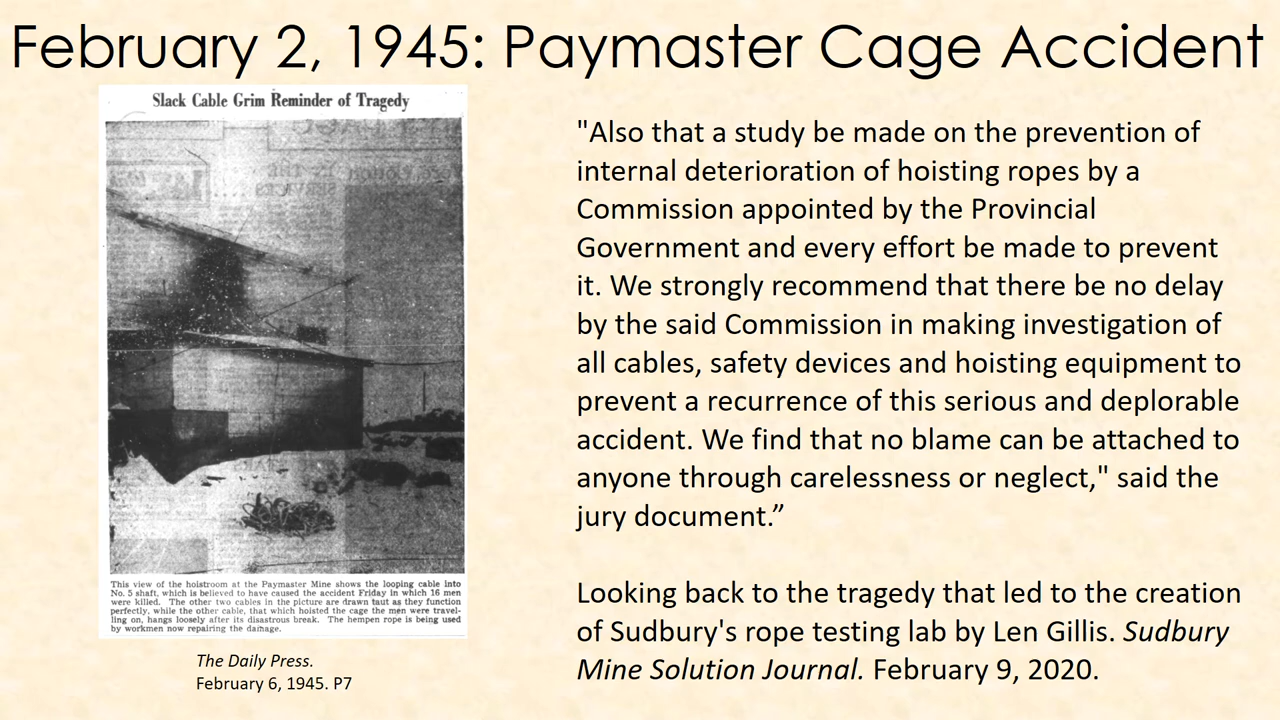 February 2, 1945: Paymaster Cage Accident
Slack Cable Grim Reminder of Tragedy
This view of the hoistroom at the Paymaster Mine shows the looping cable into
No. 5 shaft, which is believed to have caused the accident Friday in which 16 men
were killed. The other two cables in the picture are drawn taut as they function
perfectly, while the other cable, that which hoisted the cage the men were travel-
ling on, hangs loosely after its disastrous break. The hempen rope is being used
by workmen now repairing the damage.
The Daily Press.
February 6, 1945. P7
"Also that a study be made on the prevention of
internal deterioration of hoisting ropes by a
Commission appointed by the Provincial
Government and every effort be made to prevent
it. We strongly recommend that there be no delay
by the said Commission in making investigation of
all cables, safety devices and hoisting equipment to
prevent a recurrence of this serious and deplorable
accident. We find that no blame can be attached to
anyone through carelessness or neglect," said the
jury document.”
Looking back to the tragedy that led to the creation
of Sudbury's rope testing lab by Len Gillis. Sudbury
Mine Solution Journal. February 9, 2020.